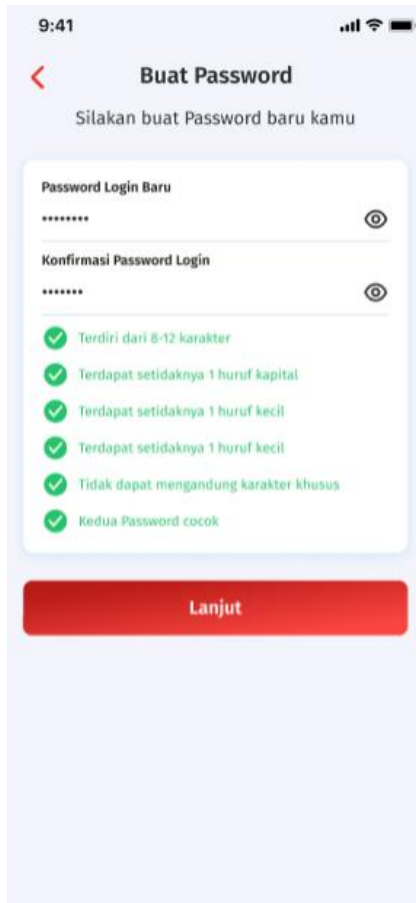 9:41
Buat Password
Silakan buat Password baru kamu
Password Login Baru
••••••••
Konfirmasi Password Login
•••••••
Terdiri dari 8-12 karakter
Terdapat setidaknya 1 huruf kapital
Terdapat setidaknya 1 huruf kecil
Terdapat setidaknya 1 huruf kecil
Tidak dapat mengandung karakter khusus
Kedua Password cocok
Lanjut